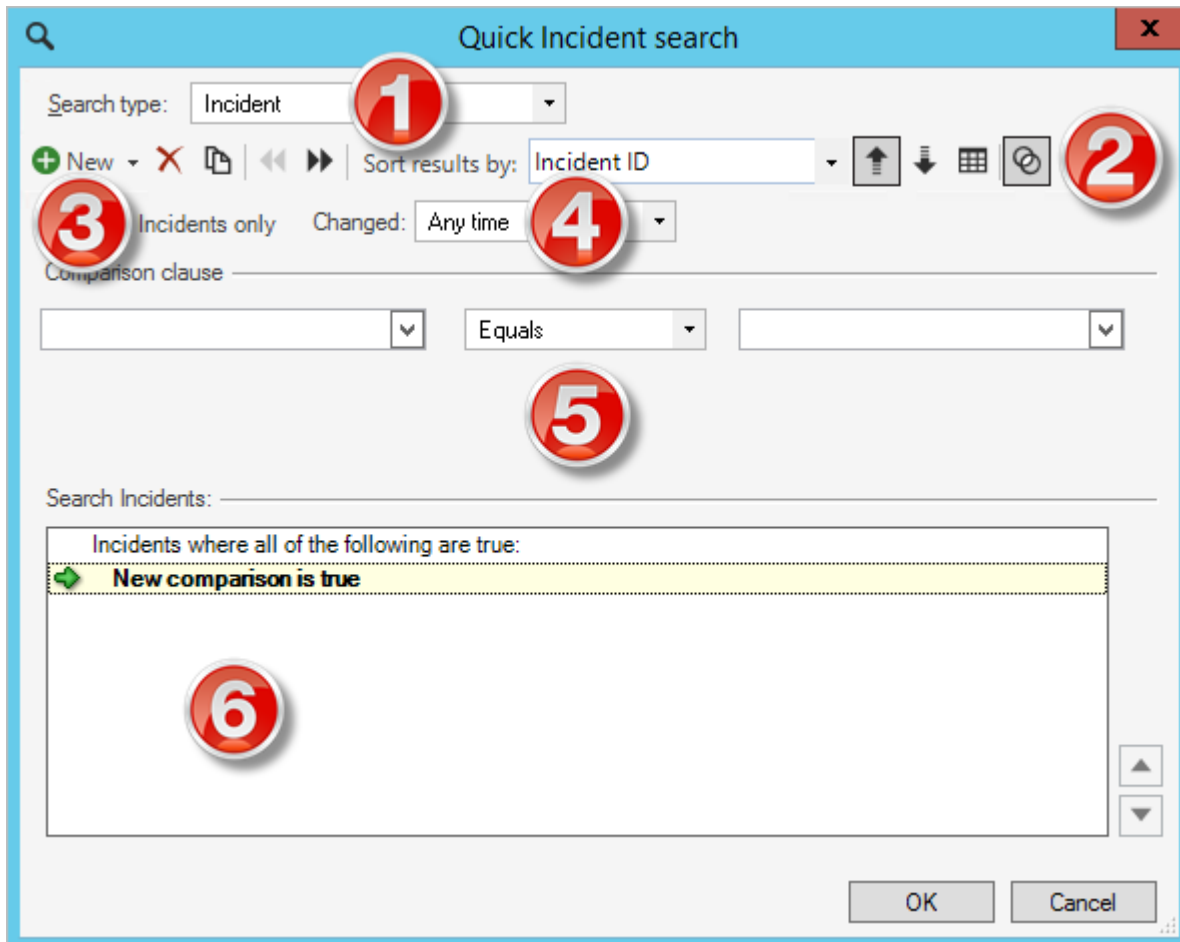 Quick Incident search
x
Search type: Incident 1
New Sort results by: Incident ID 2
3 Incidents only Changed: Any time 4
Comparison clause
Equals
5
Search Incidents:
Incidents where all of the following are true:
New comparison is true
6
OK Cancel